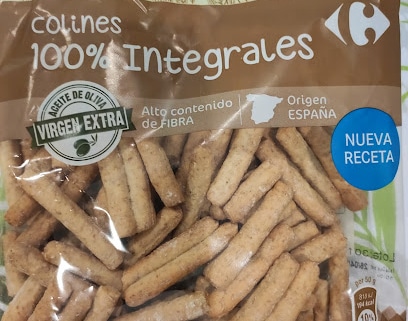 colines
100% Integrales
ACEITE DE OLIVA
VIRGEN EXTRA
Alto contenido
de FIBRA
Origen
ESPAÑA
NUEVA
RECETA